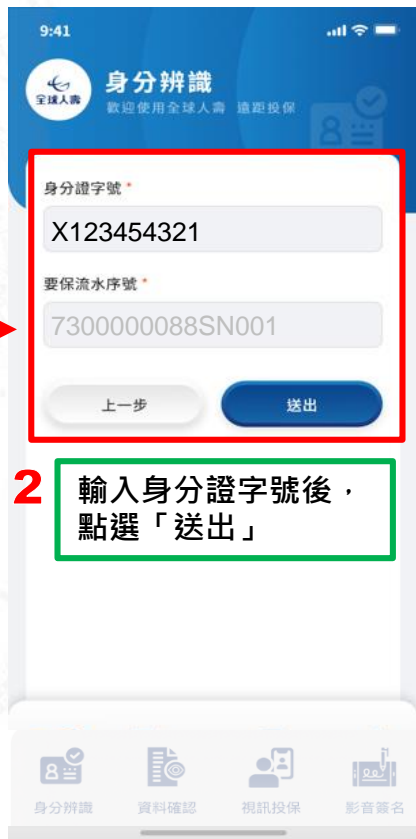 9:41
全球人壽
身分辨識
歡迎使用全球人壽 遠距投保
身分證字號*
X123454321
要保流水序號*
7300000088SN001
上一步
送出
2
輸入身分證字號後，
點選「送出」
身分辨識
資料確認
視訊投保
影音簽名